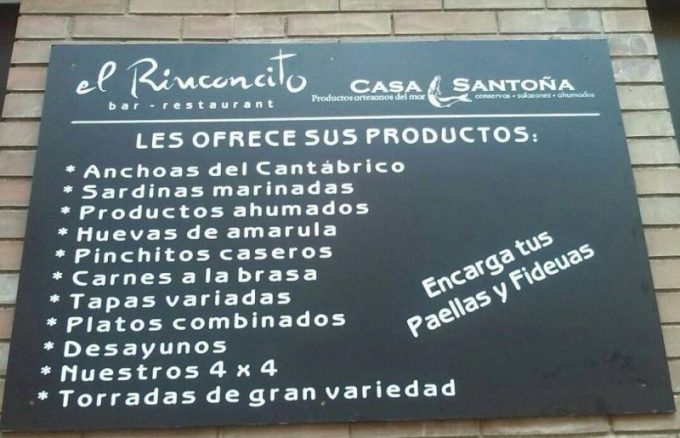 el Rinconcito
bar - restaurant
CASA SANTOÑA
Productos artesanos del mar
conservas • salazones • ahumados
LES OFRECE SUS PRODUCTOS:
* Anchoas del Cantábrico
* Sardinas marinadas
* Productos ahumados
* Huevas de amarula
* Pinchitos caseros
* Carnes a la brasa
* Tapas variadas
* Platos combinados
* Desayunos
* Nuestros 4 x 4
* Torradas de gran variedad
Encarga tus
Paellas y Fideuas